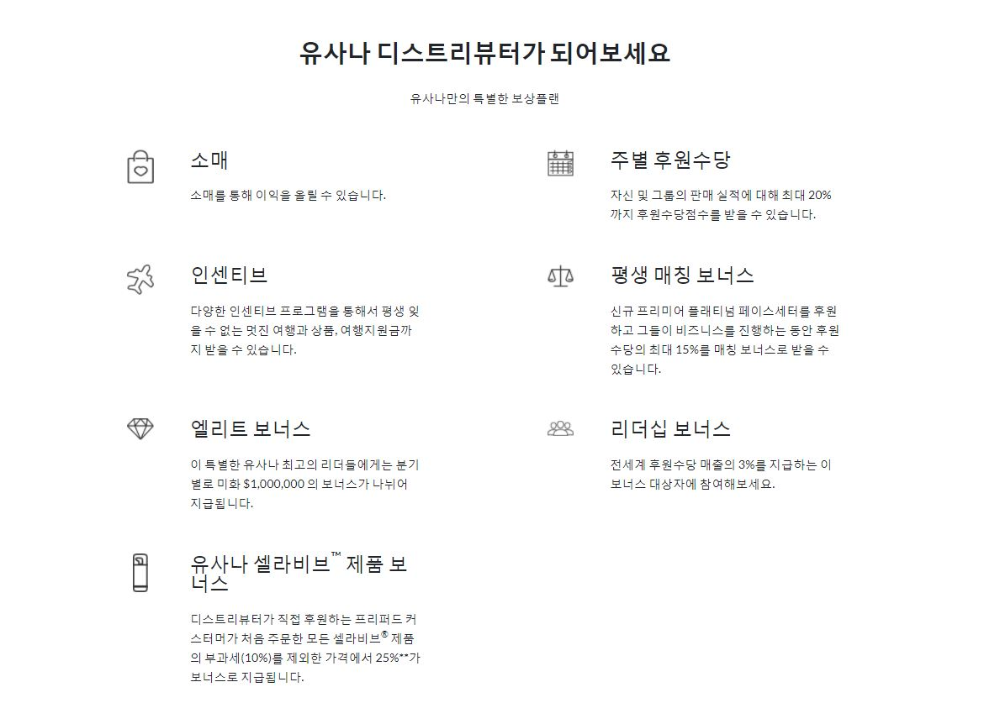 유사나 디스트리뷰터가 되어보세요
유사나만의 특별한 보상플랜
소매
소매를 통해 이익을 올릴 수 있습니다.
주별 후원수당
자신 및 그룹의 판매 실적에 대해 최대 20%
까지 후원수당점수를 받을 수 있습니다.
인센티브
다양한 인센티브 프로그램을 통해서 평생 잊
을 수 없는 멋진 여행과 상품, 여행지원금까
지 받을 수 있습니다.
평생 매칭 보너스
신규 프리미어 플래티넘 페이스세터를 후원
하고 그들이 비즈니스를 진행하는 동안 후원
수당의 최대 15%를 매칭 보너스로 받을 수
있습니다.
엘리트 보너스
이 특별한 유사나 최고의 리더들에게는 분기
별로 미화 $1,000,000 의 보너스가 나뉘어
지급됩니다.
리더십 보너스
전세계 후원수당 매출의 3%를 지급하는 이
보너스 대상자에 참여해보세요.
유사나 셀라비브™ 제품 보
너스
디스트리뷰터가 직접 후원하는 프리퍼드 커
스터머가 처음 주문한 모든 셀라비브® 제품
의 부과세(10%)를 제외한 가격에서 25%**가
보너스로 지급됩니다.